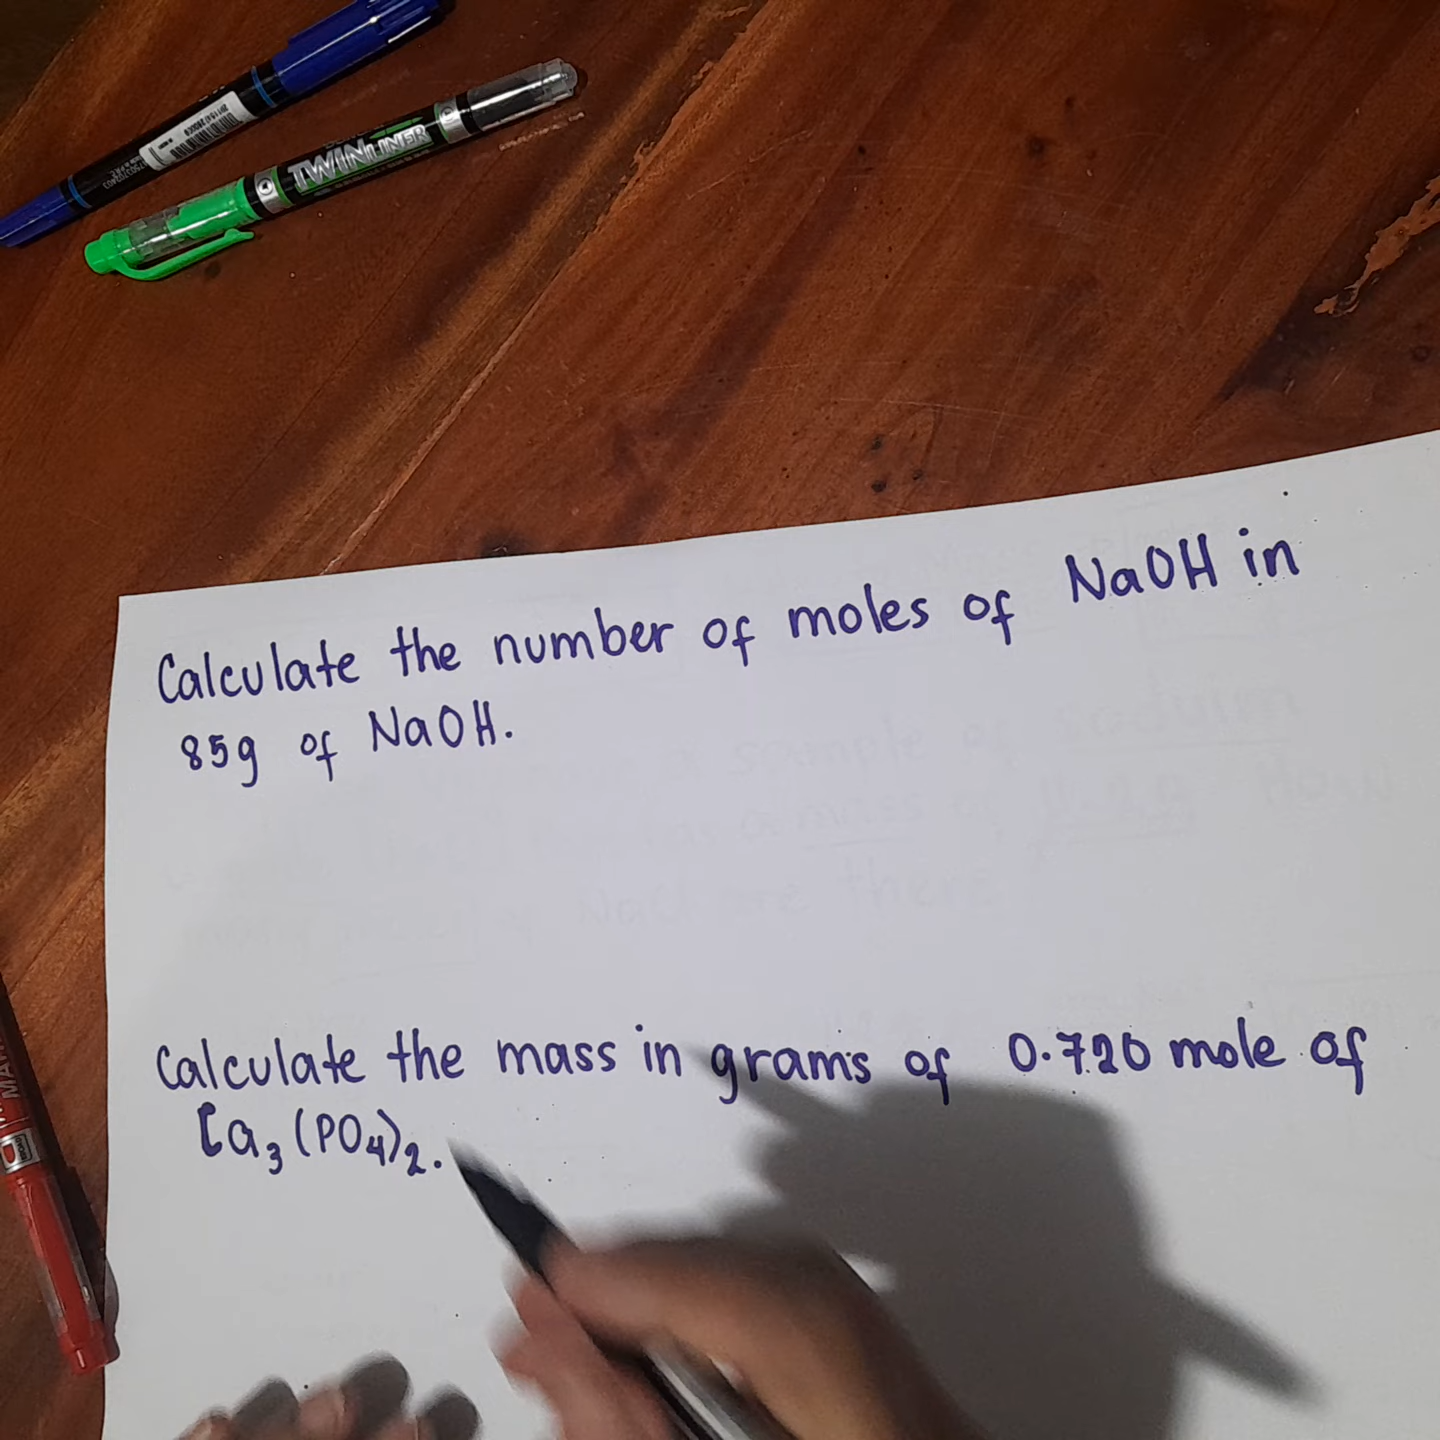 TWINLINER
Calculate the number of moles of NaOH in
85g of NaOH.
Calculate the mass in grams of 0.720 mole of
Ca₃(PO₄)₂.